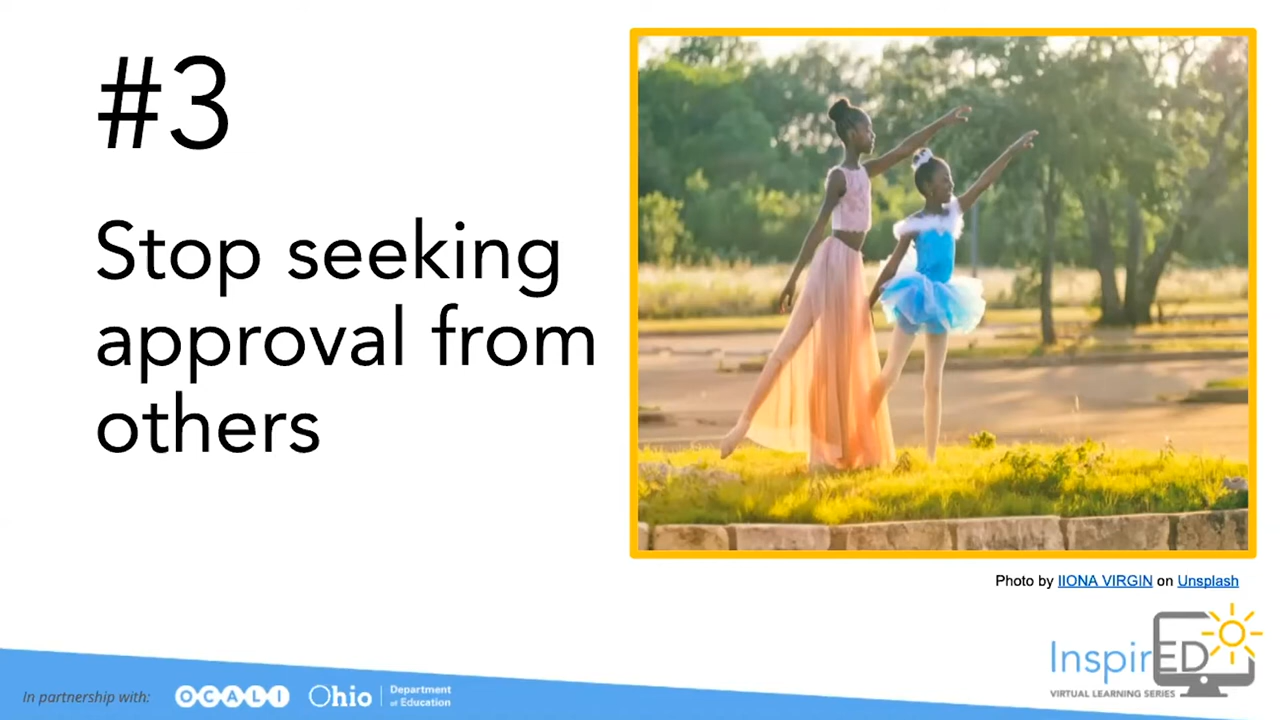 #3
Stop seeking
approval from
others
Photo by IIONA VIRGIN on Unsplash
InspirED
VIRTUAL LEARNING SERIES
In partnership with:
OCALI
Ohio
Department
of Education